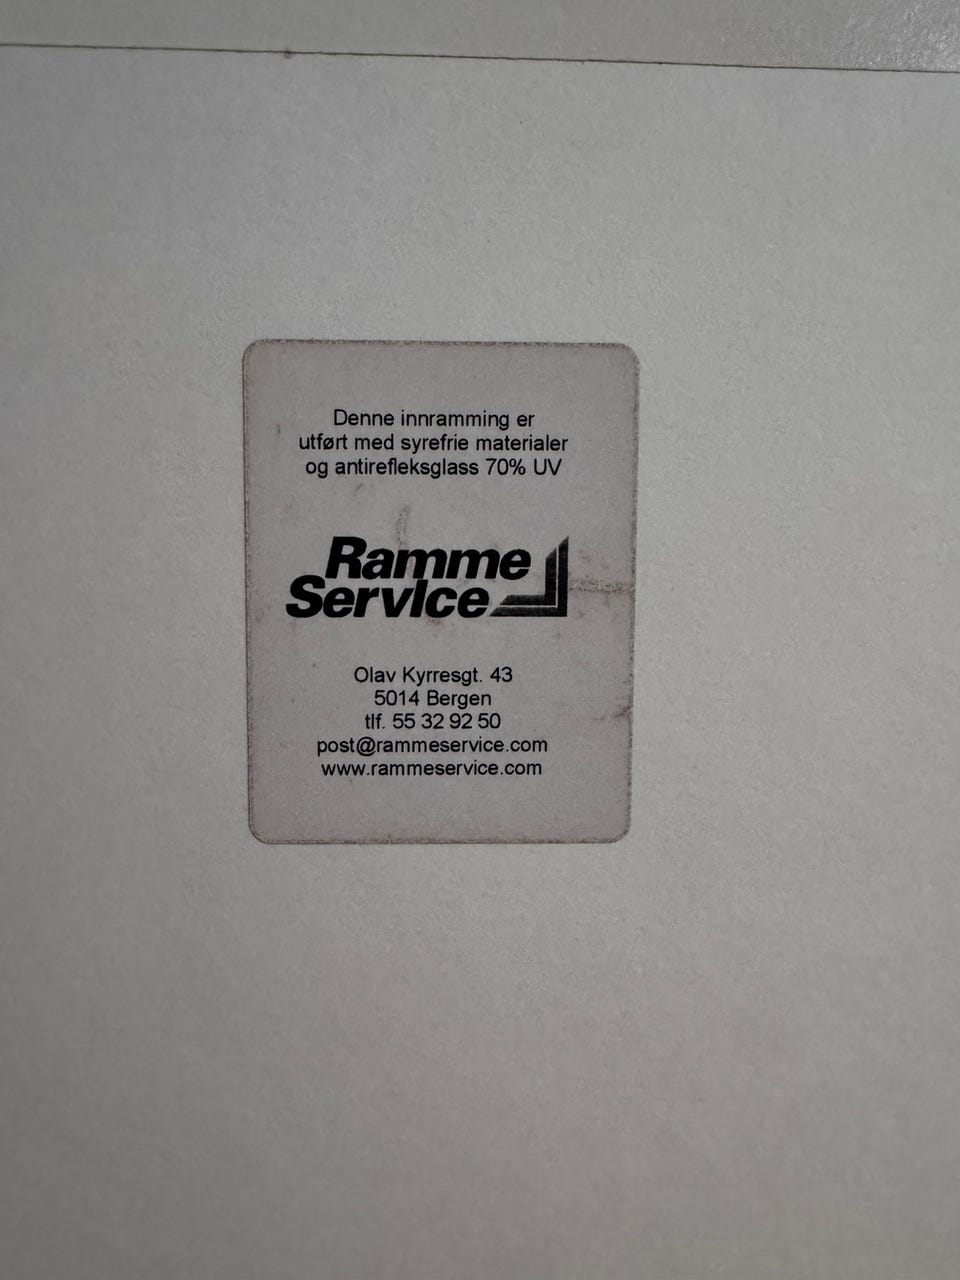 Denne innramming er
utført med syrefrie materialer
og antirefleksglass 70% UV
Ramme
Service
Olav Kyrresgt. 43
5014 Bergen
tlf. 55 32 92 50
post@rammeservice.com
www.rammeservice.com